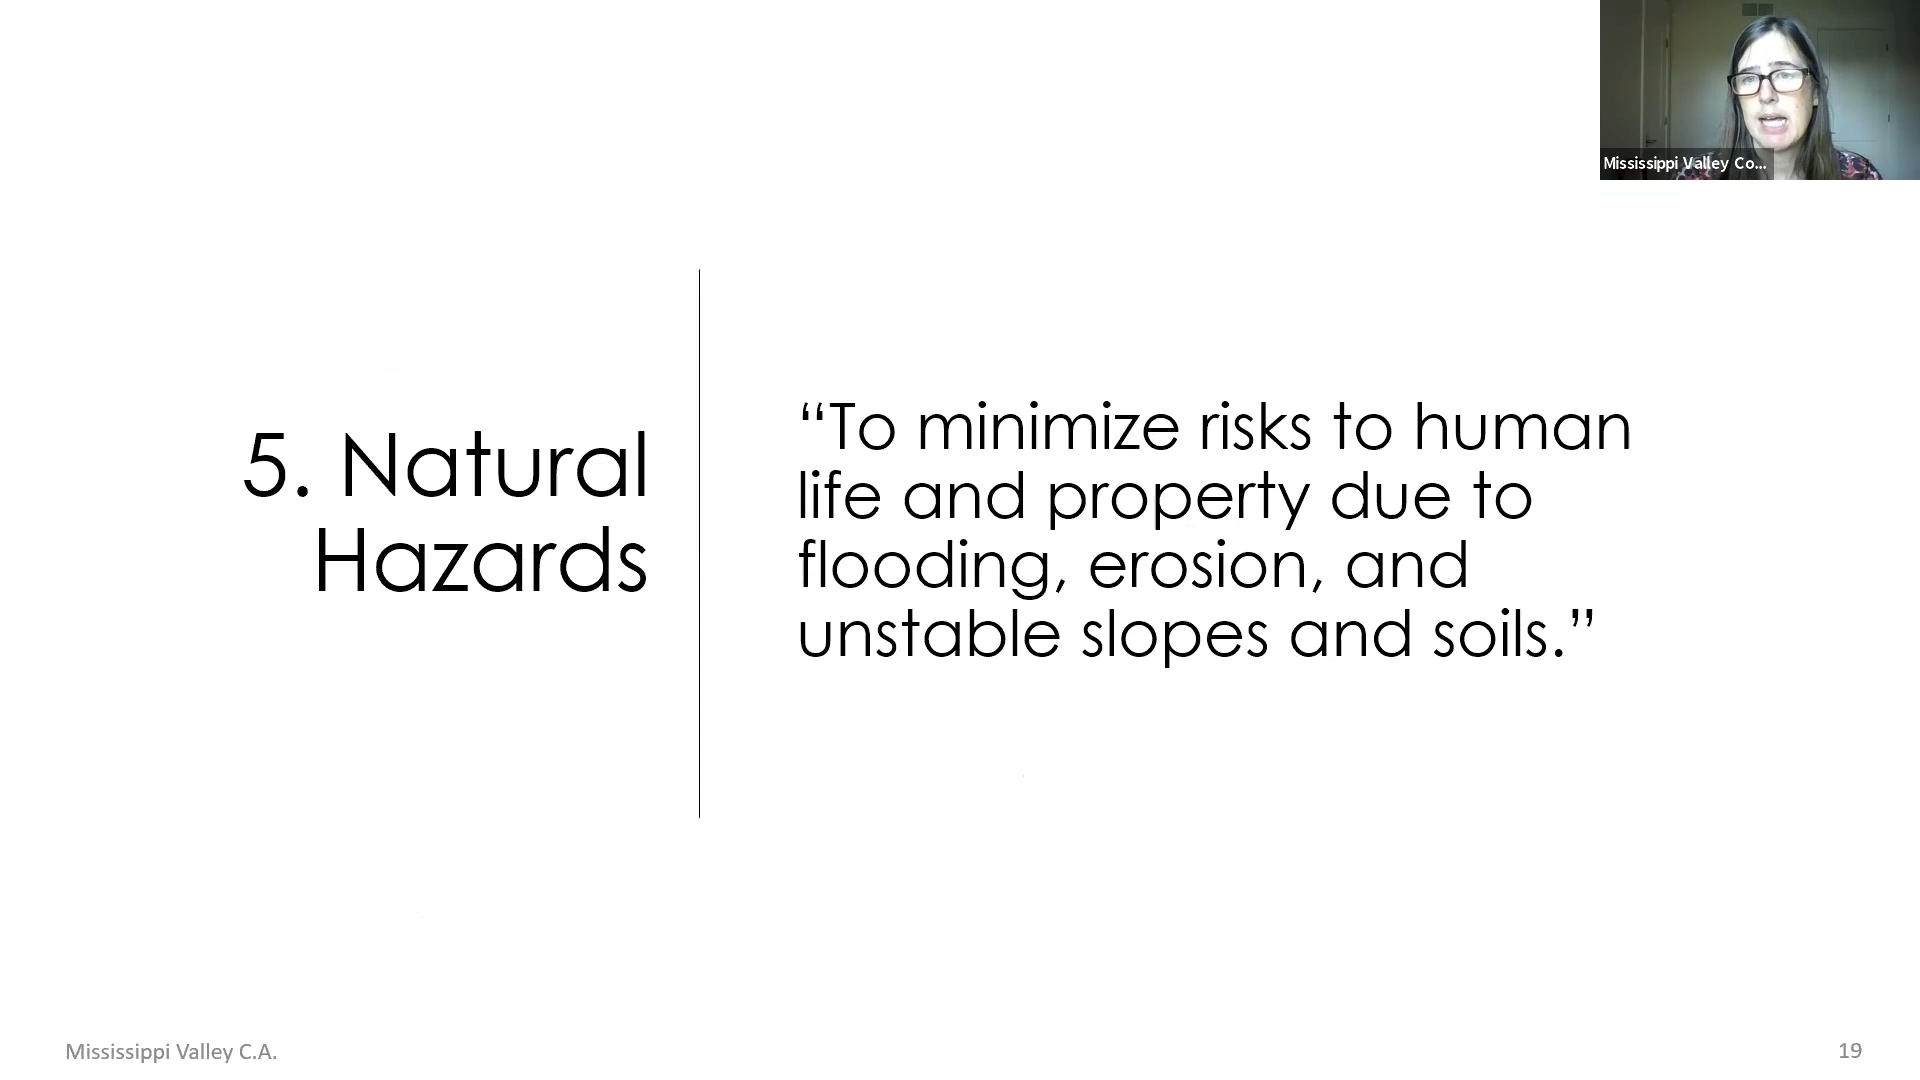 Mississippi Valley Co...
5. Natural
Hazards
“To minimize risks to human
life and property due to
flooding, erosion, and
unstable slopes and soils.”
Mississippi Valley C.A.
19